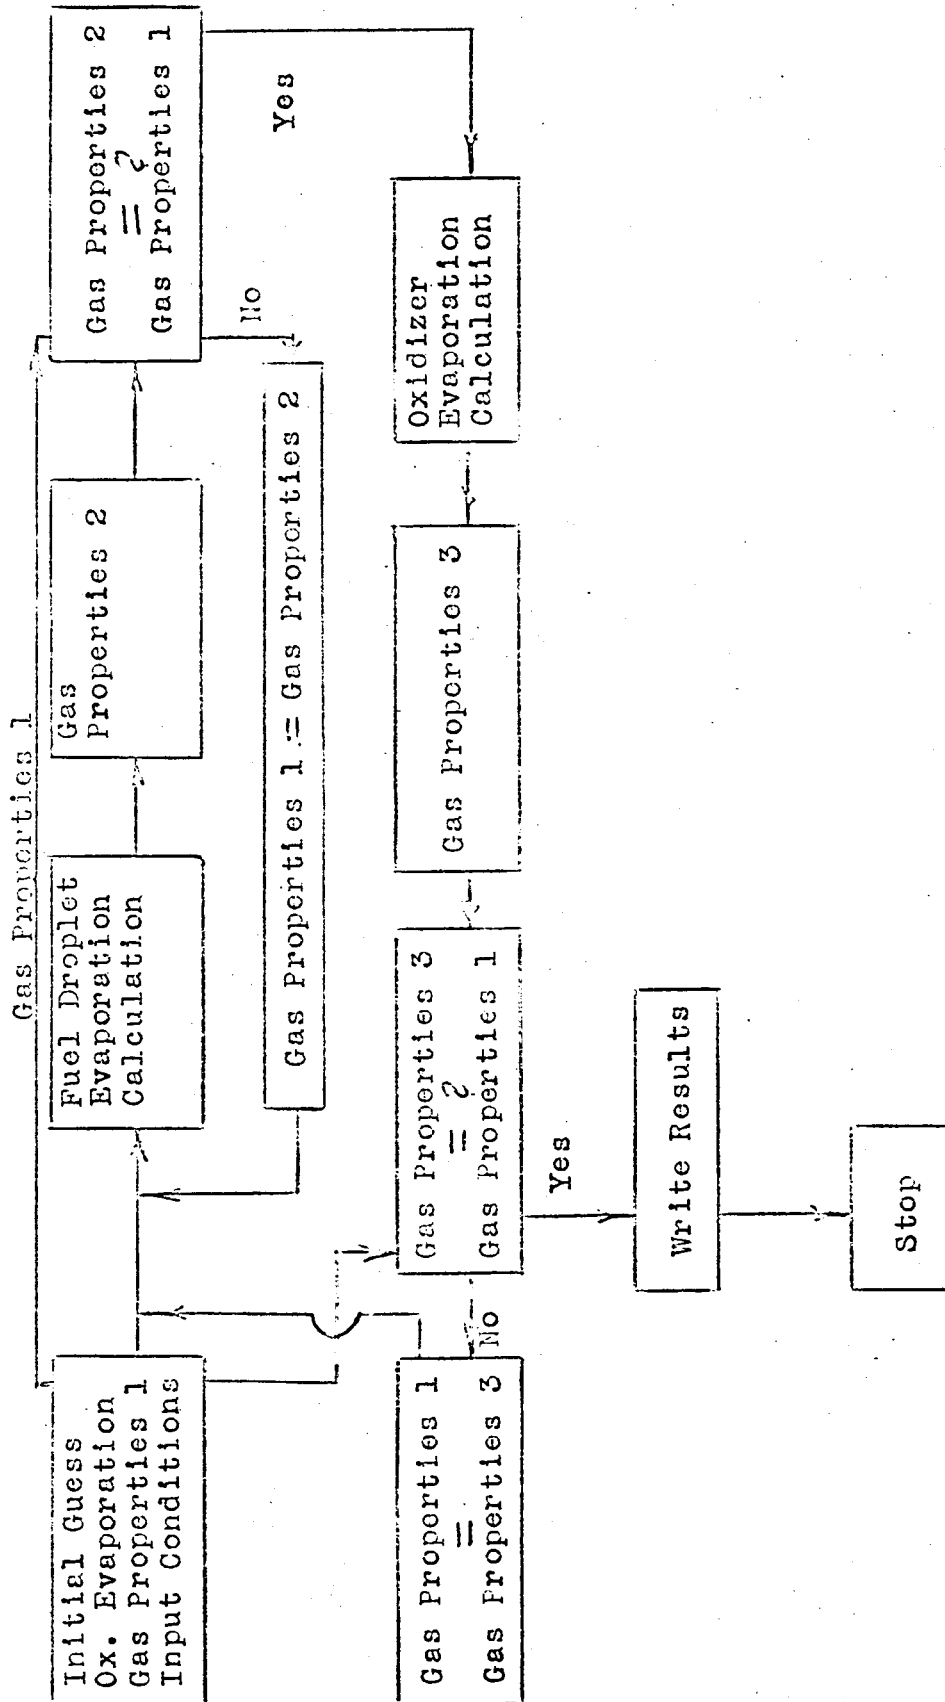 Gas Properties 1
Initial Guess
Ox. Evaporation
Gas Properties 1
Input Conditions
Fuel Droplet
Evaporation
Calculation
Gas
Properties 2
Gas Properties 2
= ?
Gas Properties 1
No
Yes
Gas Properties 1 = Gas Properties 2
Gas Properties 1
=
Gas Properties 3
No
Gas Properties 3
= ?
Gas Properties 1
Gas Properties 3
Oxidizer
Evaporation
Calculation
Yes
Write Results
Stop